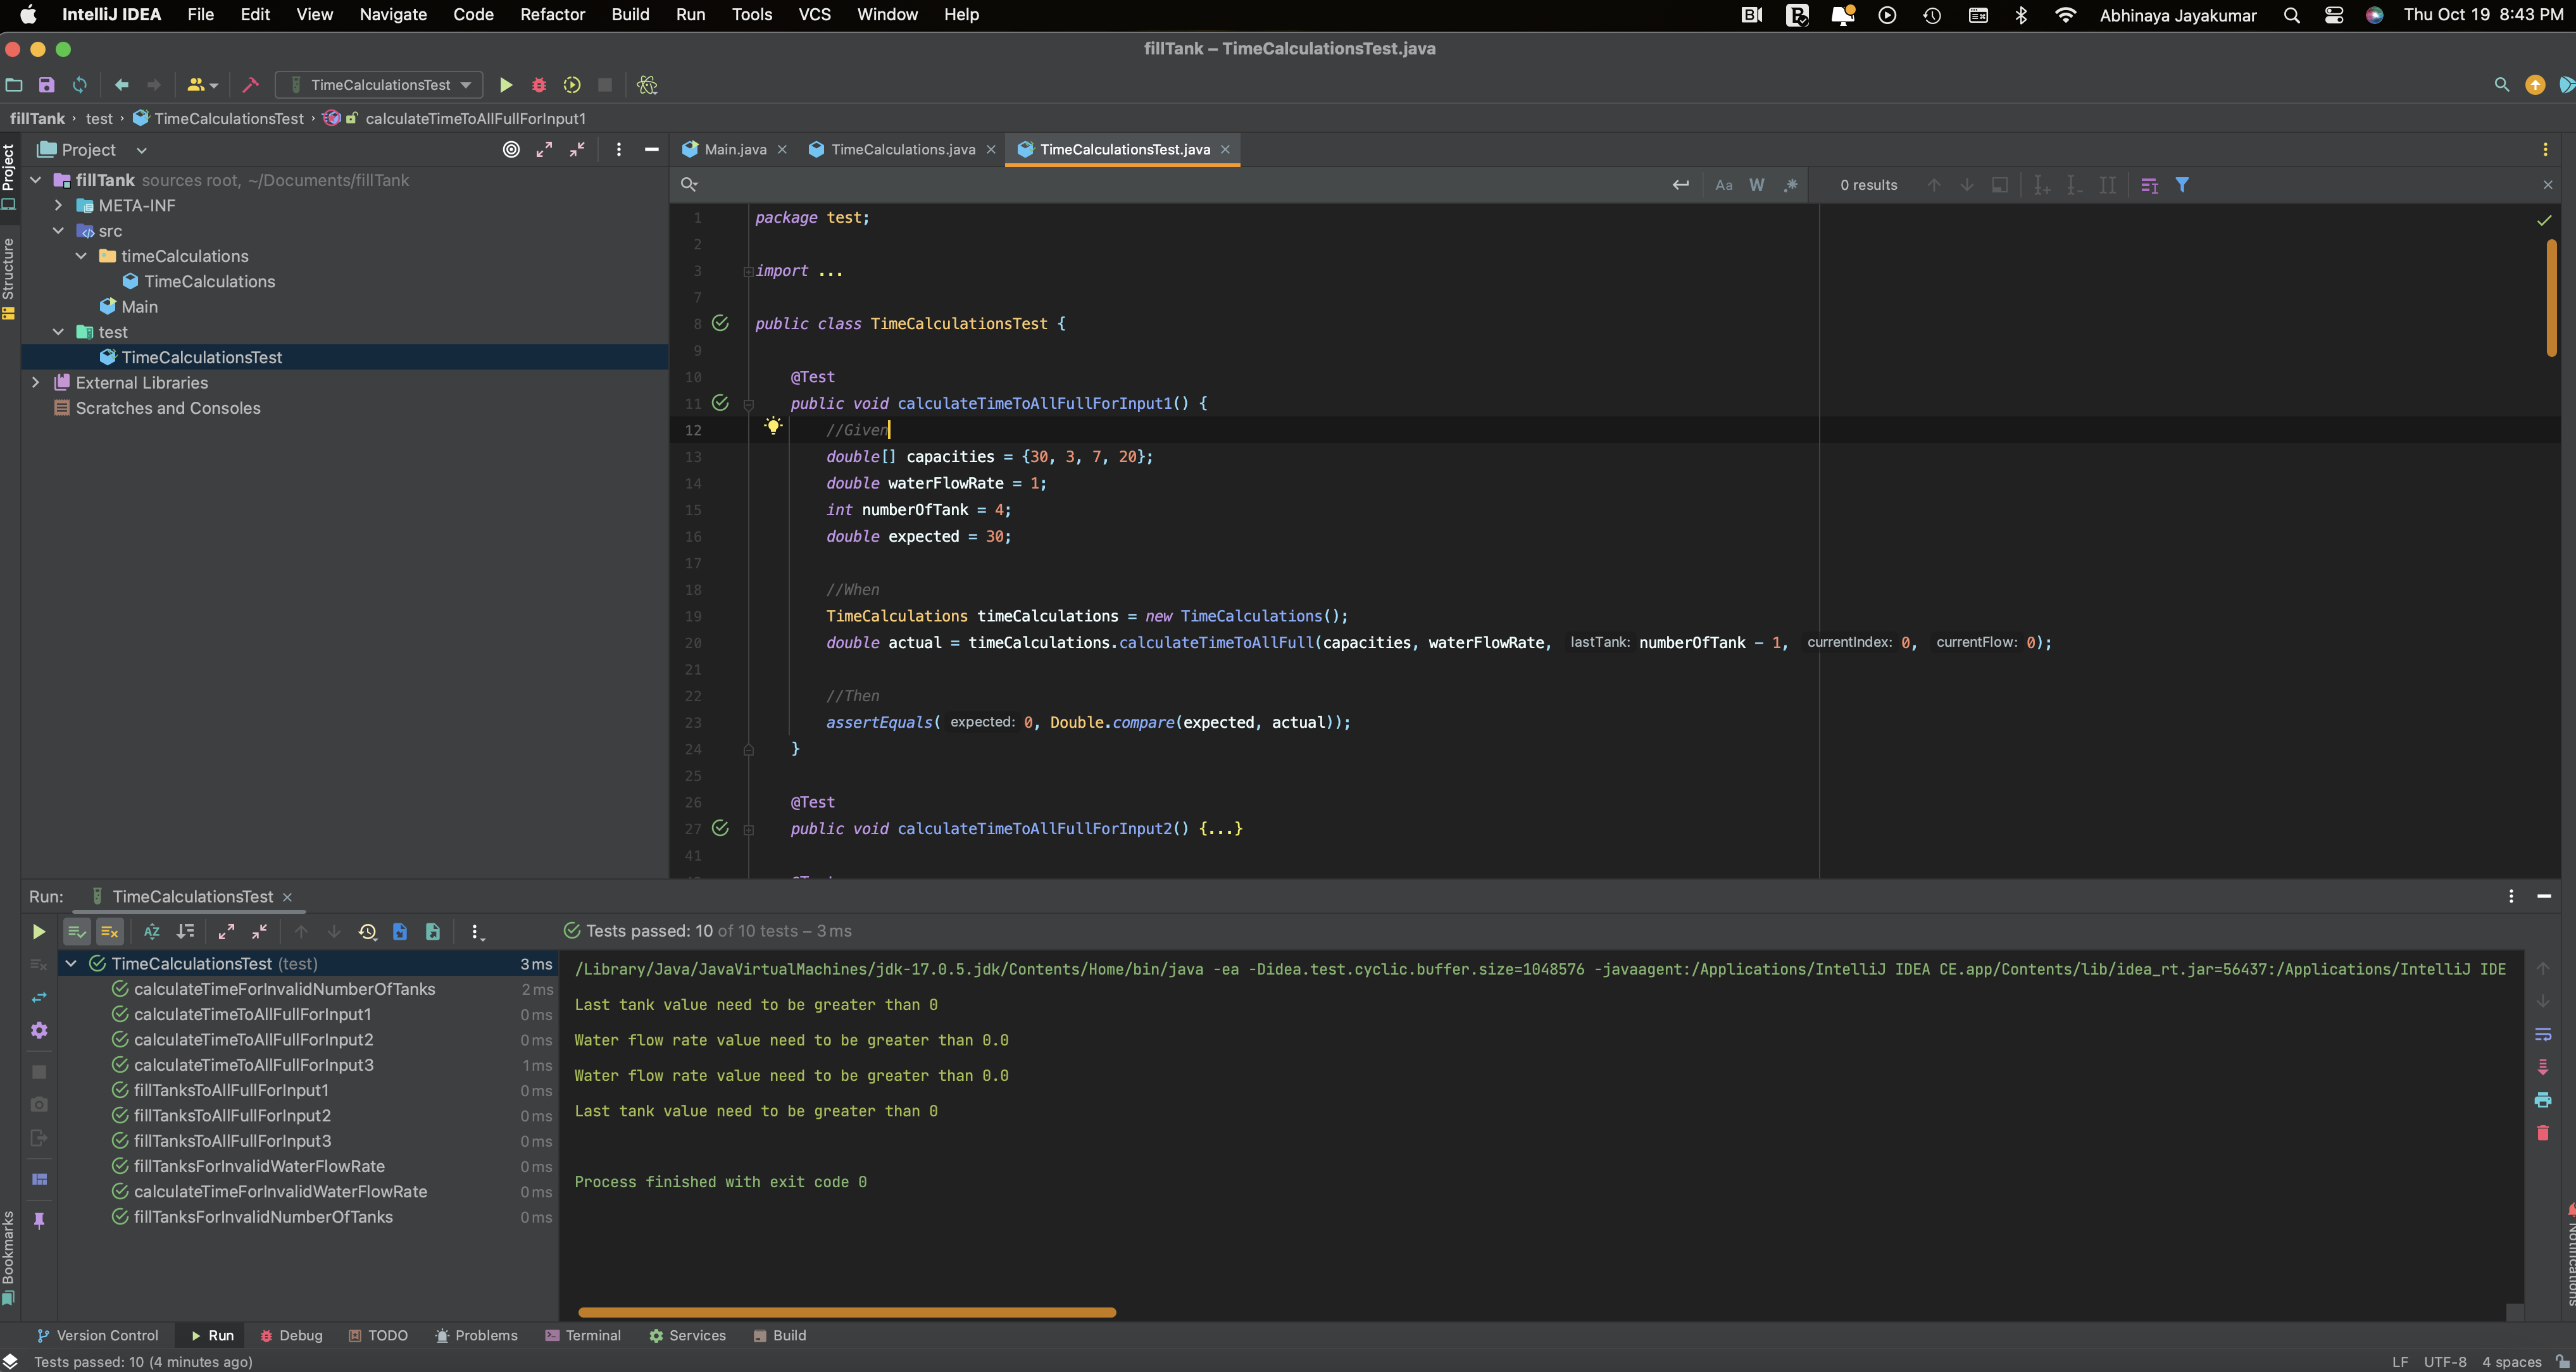 IntelliJ IDEA File Edit View Navigate Code Refactor Build Run Tools VCS Window Help Abhinaya Jayakumar Thu Oct 19 8:43 PM
fillTank – TimeCalculationsTest.java
TimeCalculationsTest
fillTank › test › TimeCalculationsTest › calculateTimeToAllFullForInput1
Project
Project
Structure
Bookmarks
Notifications
fillTank sources root, ~/Documents/fillTank
META-INF
src
timeCalculations
TimeCalculations
Main
test
TimeCalculationsTest
External Libraries
Scratches and Consoles
Main.java TimeCalculations.java TimeCalculationsTest.java
Aa W .* 0 results
1 package test;
2
3 import ...
7
8 public class TimeCalculationsTest {
9
10 @Test
11 public void calculateTimeToAllFullForInput1() {
12 //Given
13 double[] capacities = {30, 3, 7, 20};
14 double waterFlowRate = 1;
15 int numberOfTank = 4;
16 double expected = 30;
17
18 //When
19 TimeCalculations timeCalculations = new TimeCalculations();
20 double actual = timeCalculations.calculateTimeToAllFull(capacities, waterFlowRate, lastTank: numberOfTank - 1, currentIndex: 0, currentFlow: 0);
21
22 //Then
23 assertEquals( expected: 0, Double.compare(expected, actual));
24 }
25
26 @Test
27 public void calculateTimeToAllFullForInput2() {...}
41
Run: TimeCalculationsTest
Tests passed: 10 of 10 tests – 3 ms
TimeCalculationsTest (test) 3 ms
calculateTimeForInvalidNumberOfTanks 2 ms
calculateTimeToAllFullForInput1 0 ms
calculateTimeToAllFullForInput2 0 ms
calculateTimeToAllFullForInput3 1 ms
fillTanksToAllFullForInput1 0 ms
fillTanksToAllFullForInput2 0 ms
fillTanksToAllFullForInput3 0 ms
fillTanksForInvalidWaterFlowRate 0 ms
calculateTimeForInvalidWaterFlowRate 0 ms
fillTanksForInvalidNumberOfTanks 0 ms
/Library/Java/JavaVirtualMachines/jdk-17.0.5.jdk/Contents/Home/bin/java -ea -Didea.test.cyclic.buffer.size=1048576 -javaagent:/Applications/IntelliJ IDEA CE.app/Contents/lib/idea_rt.jar=56437:/Applications/IntelliJ IDE
Last tank value need to be greater than 0
Water flow rate value need to be greater than 0.0
Water flow rate value need to be greater than 0.0
Last tank value need to be greater than 0
Process finished with exit code 0
Version Control Run Debug TODO Problems Terminal Services Build
Tests passed: 10 (4 minutes ago) LF UTF-8 4 spaces